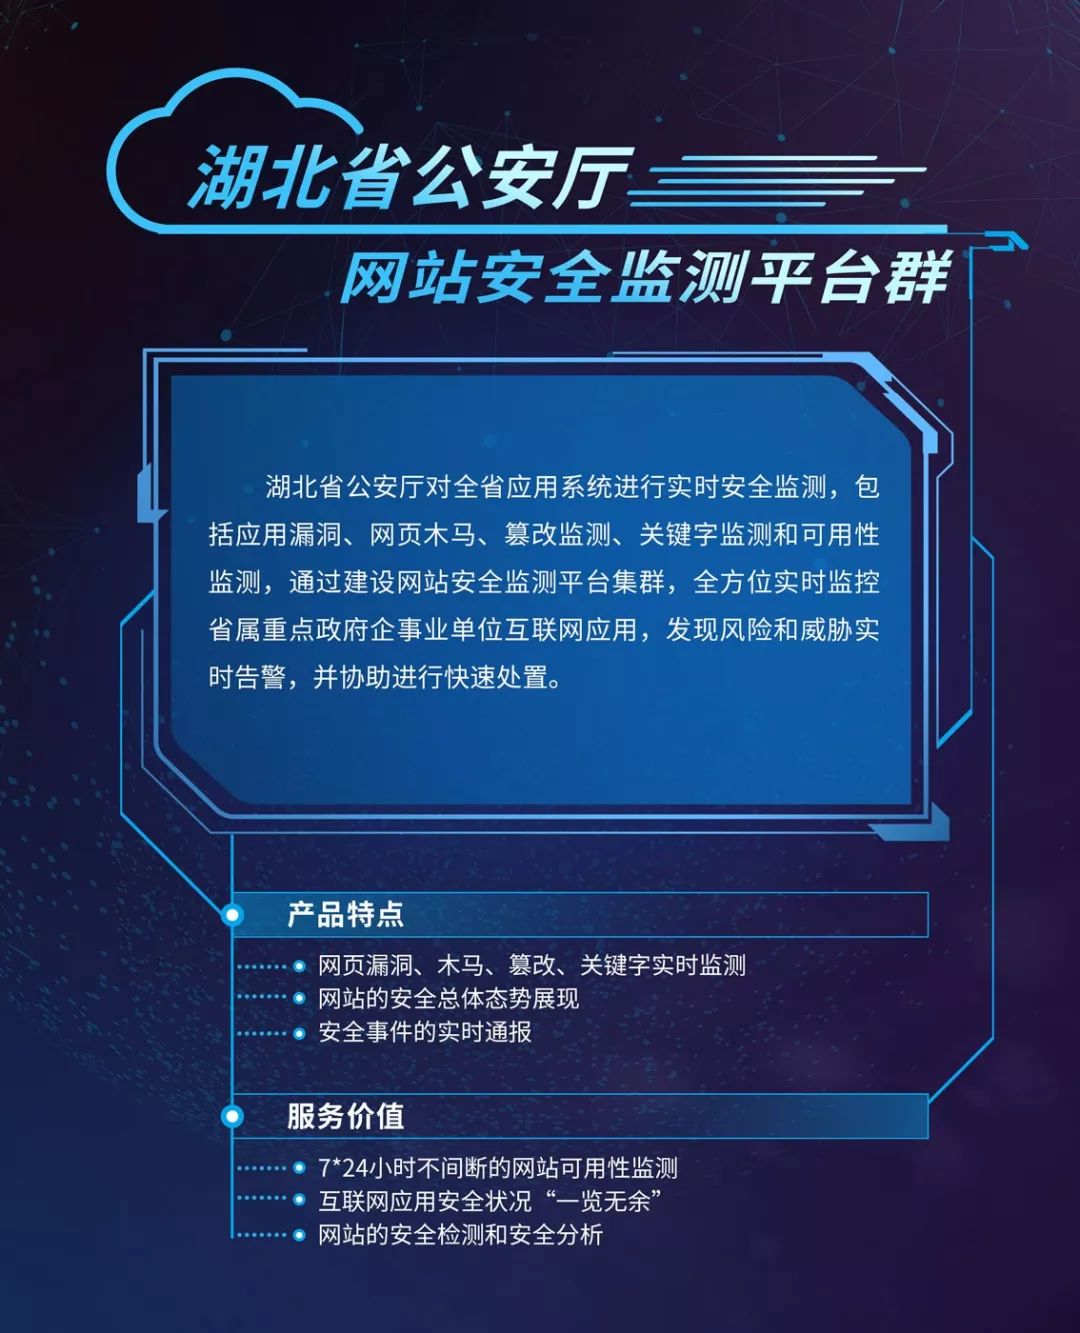 湖北省公安厅
网站安全监测平台群
湖北省公安厅对全省应用系统进行实时安全监测，包
括应用漏洞、网页木马、篡改监测、关键字监测和可用性
监测，通过建设网站安全监测平台集群，全方位实时监控
省属重点政府企事业单位互联网应用，发现风险和威胁实
时告警，并协助进行快速处置。
产品特点
网页漏洞、木马、篡改、关键字实时监测
网站的安全总体态势展现
安全事件的实时通报
服务价值
7*24小时不间断的网站可用性监测
互联网应用安全状况“一览无余”
网站的安全检测和安全分析